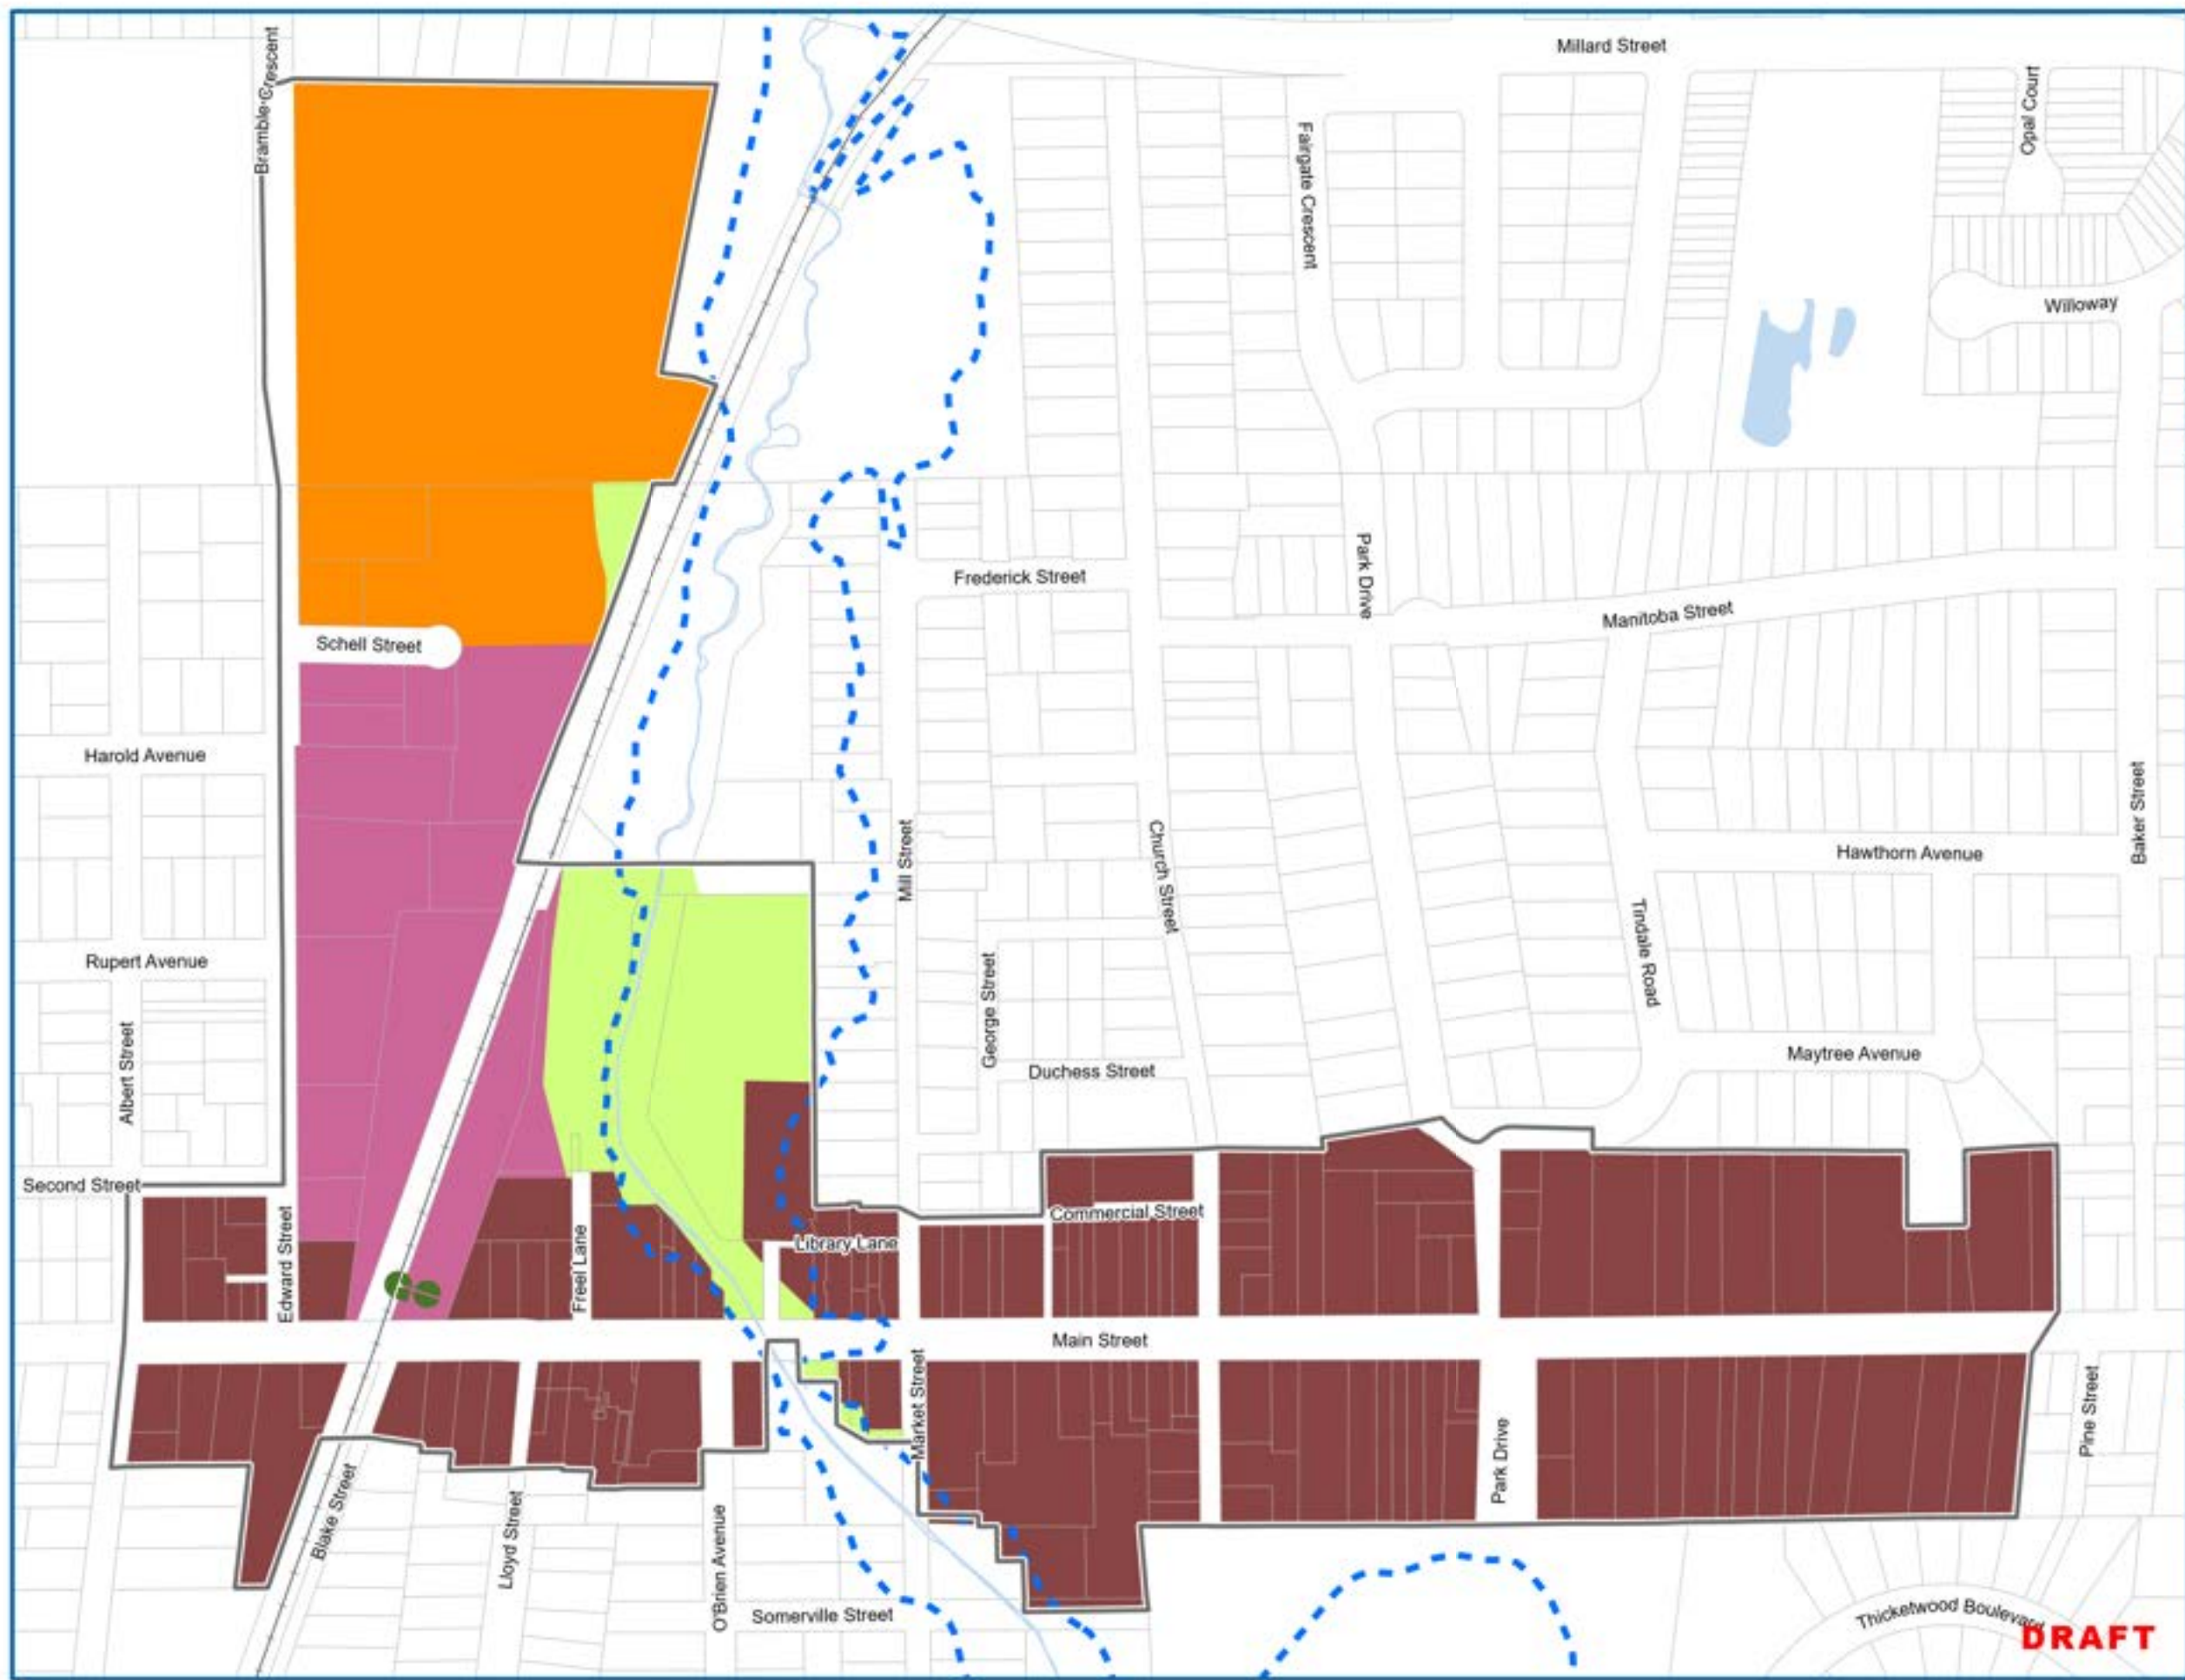 Millard Street
Bramble Crescent
Opal Court
Fairgate Crescent
Willoway
Park Drive
Frederick Street
Manitoba Street
Schell Street
Harold Avenue
Baker Street
Mill Street
Church Street
Hawthorn Avenue
Tindale Road
Rupert Avenue
George Street
Albert Street
Maytree Avenue
Duchess Street
Second Street
Edward Street
Freel Lane
Commercial Street
Library Lane
Main Street
Market Street
Pine Street
Park Drive
Blake Street
Lloyd Street
O'Brien Avenue
Somerville Street
Thicketwood Boulevard
DRAFT